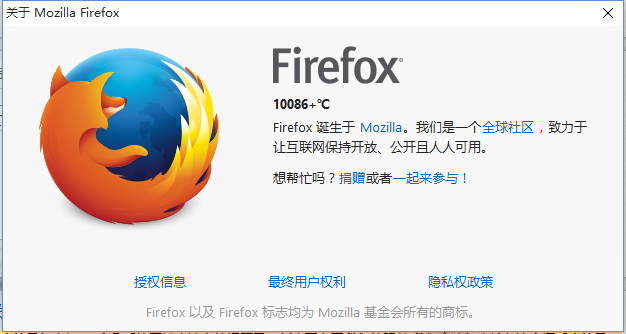 关于 Mozilla Firefox
Firefox
10086+℃
Firefox 诞生于 Mozilla。我们是一个全球社区，致力于
让互联网保持开放、公开且人人可用。
想帮忙吗？捐赠或者一起来参与！
授权信息 最终用户权利 隐私权政策
Firefox 以及 Firefox 标志均为 Mozilla 基金会所有的商标。